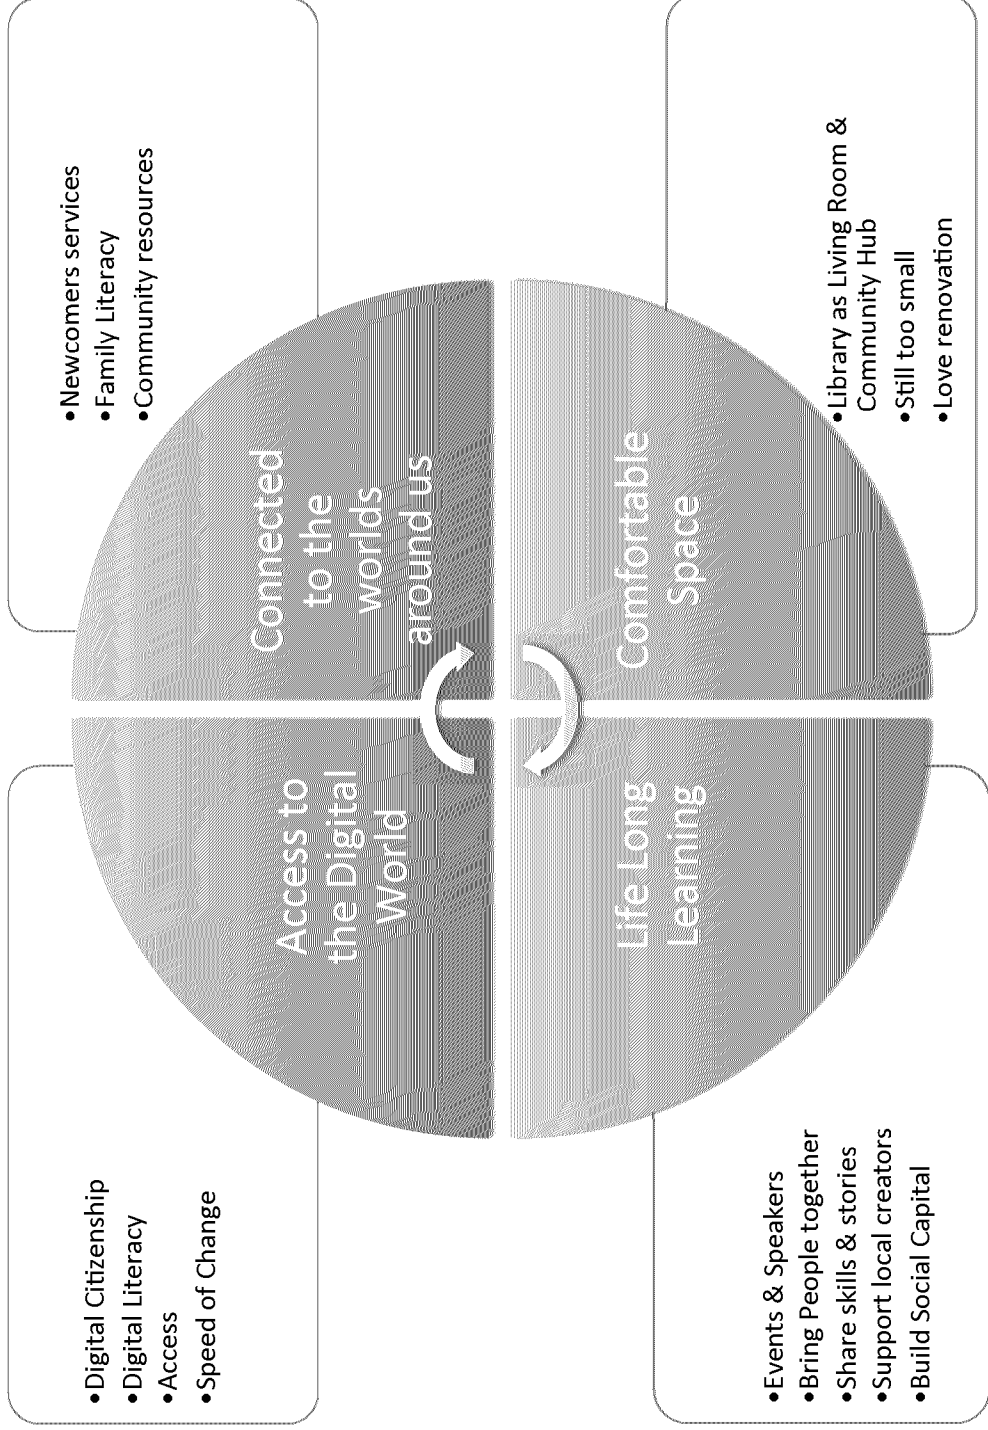 •Digital Citizenship
•Digital Literacy
•Access
•Speed of Change
Access to
the Digital
World
Connected
to the
worlds
around us
•Newcomers services
•Family Literacy
•Community resources
•Events & Speakers
•Bring People together
•Share skills & stories
•Support local creators
•Build Social Capital
Life Long
Learning
Comfortable
Space
•Library as Living Room &
Community Hub
•Still too small
•Love renovation